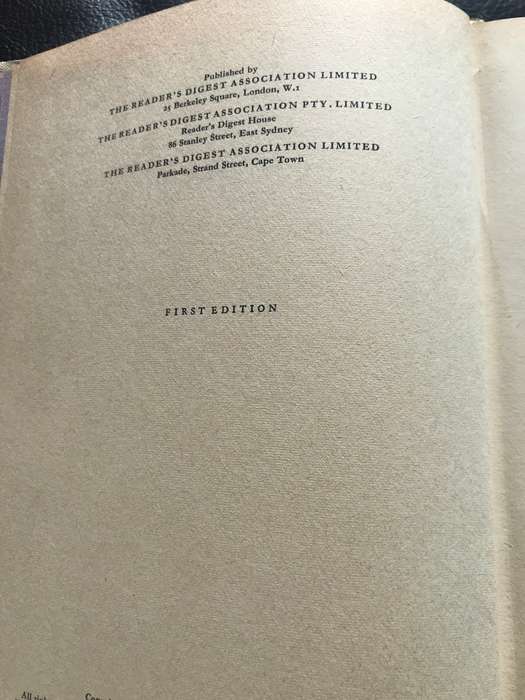 Published by
THE READER'S DIGEST ASSOCIATION LIMITED
25 Berkeley Square, London, W.1
THE READER'S DIGEST ASSOCIATION PTY. LIMITED
Reader's Digest House
86 Stanley Street, East Sydney
THE READER'S DIGEST ASSOCIATION LIMITED
Parkade, Strand Street, Cape Town
FIRST EDITION
All